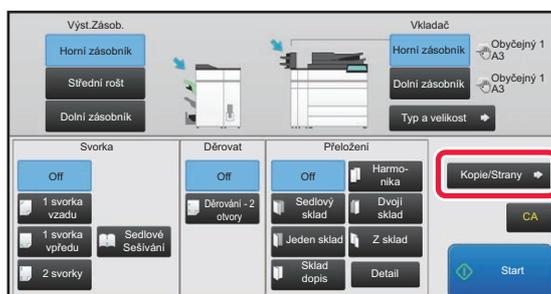 Výst.Zásob.
Horní zásobník
Střední rošt
Dolní zásobník
Vkladač
Horní zásobník
Obyčejný 1
A3
Dolní zásobník
Obyčejný 1
A3
Typ a velikost
Svorka
Off
1 svorka
vzadu
1 svorka
vpředu
2 svorky
Sedlové
Sešívání
Děrovat
Off
Děrování - 2
otvory
Přeložení
Off
Sedlový
sklad
Jeden sklad
Sklad
dopis
Harmo-
nika
Dvojí
sklad
Z sklad
Detail
Kopie/Strany
CA
Start